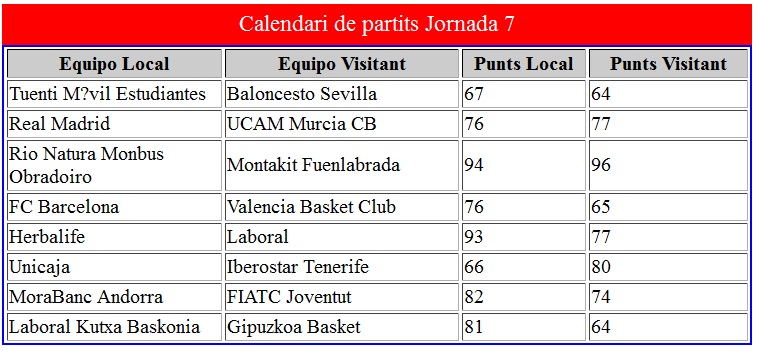 Calendari de partits Jornada 7
Equipo Local Equipo Visitant Punts Local Punts Visitant
Tuenti M?vil Estudiantes Baloncesto Sevilla 67 64
Real Madrid UCAM Murcia CB 76 77
Rio Natura Monbus
Obradoiro Montakit Fuenlabrada 94 96
FC Barcelona Valencia Basket Club 76 65
Herbalife Laboral 93 77
Unicaja Iberostar Tenerife 66 80
MoraBanc Andorra FIATC Joventut 82 74
Laboral Kutxa Baskonia Gipuzkoa Basket 81 64